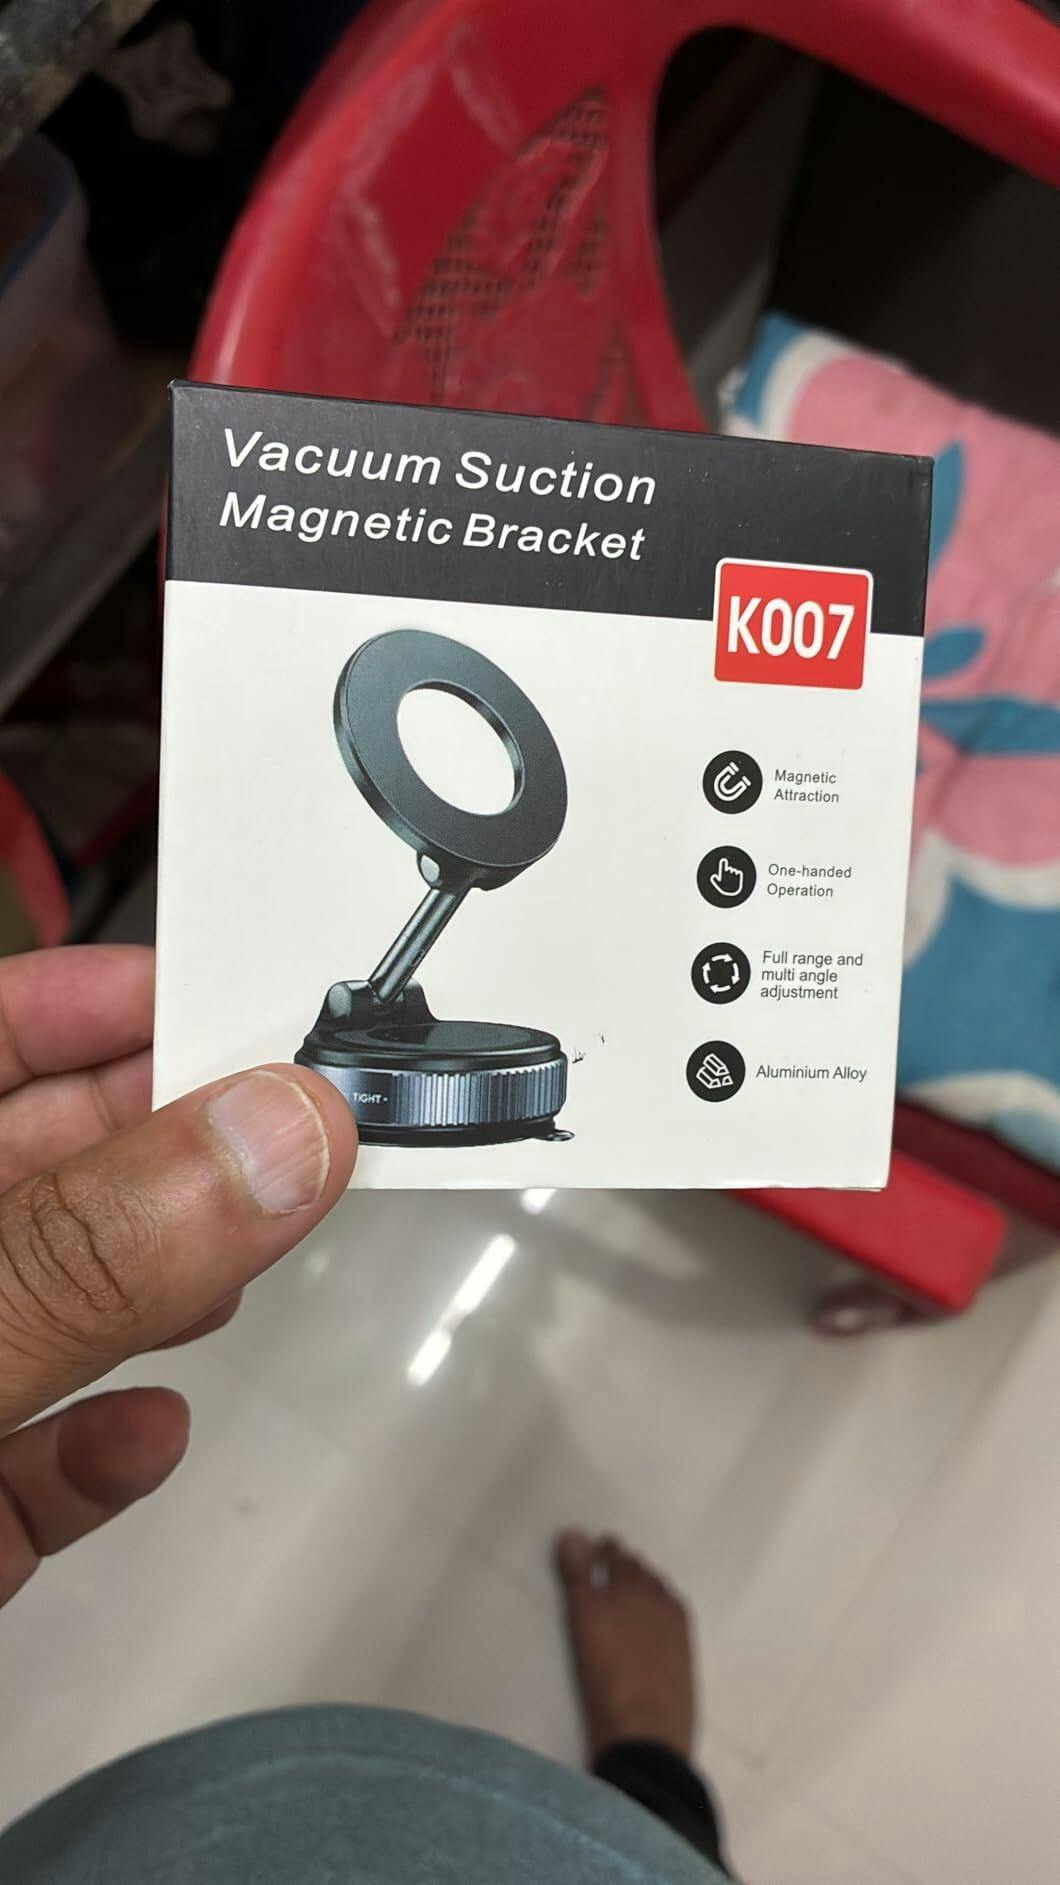 Vacuum Suction
Magnetic Bracket
K007
Magnetic
Attraction
One-handed
Operation
Full range and
multi angle
adjustment
Aluminium Alloy
TIGHT